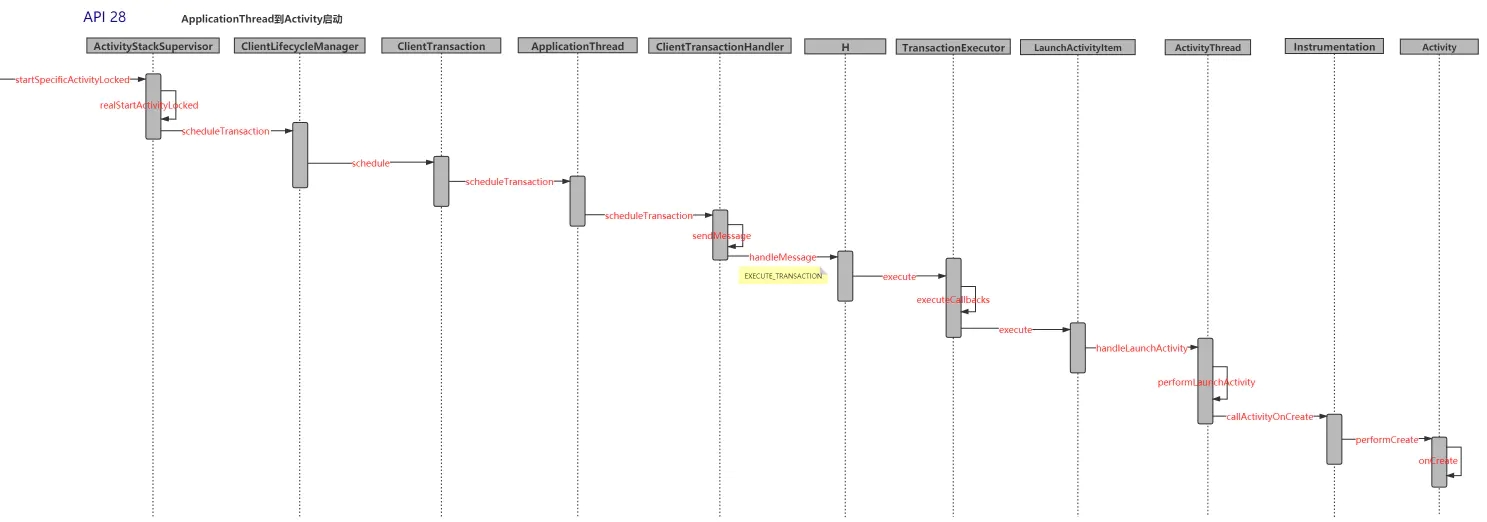 API 28
ApplicationThread到Activity启动
ActivityStackSupervisor
ClientLifecycleManager
ClientTransaction
ApplicationThread
ClientTransactionHandler
H
TransactionExecutor
LaunchActivityItem
ActivityThread
Instrumentation
Activity
startSpecificActivityLocked
realStartActivityLocked
scheduleTransaction
schedule
scheduleTransaction
scheduleTransaction
sendMessage
handleMessage
EXECUTE_TRANSACTION
execute
executeCallbacks
execute
handleLaunchActivity
performLaunchActivity
callActivityOnCreate
performCreate
onCreate